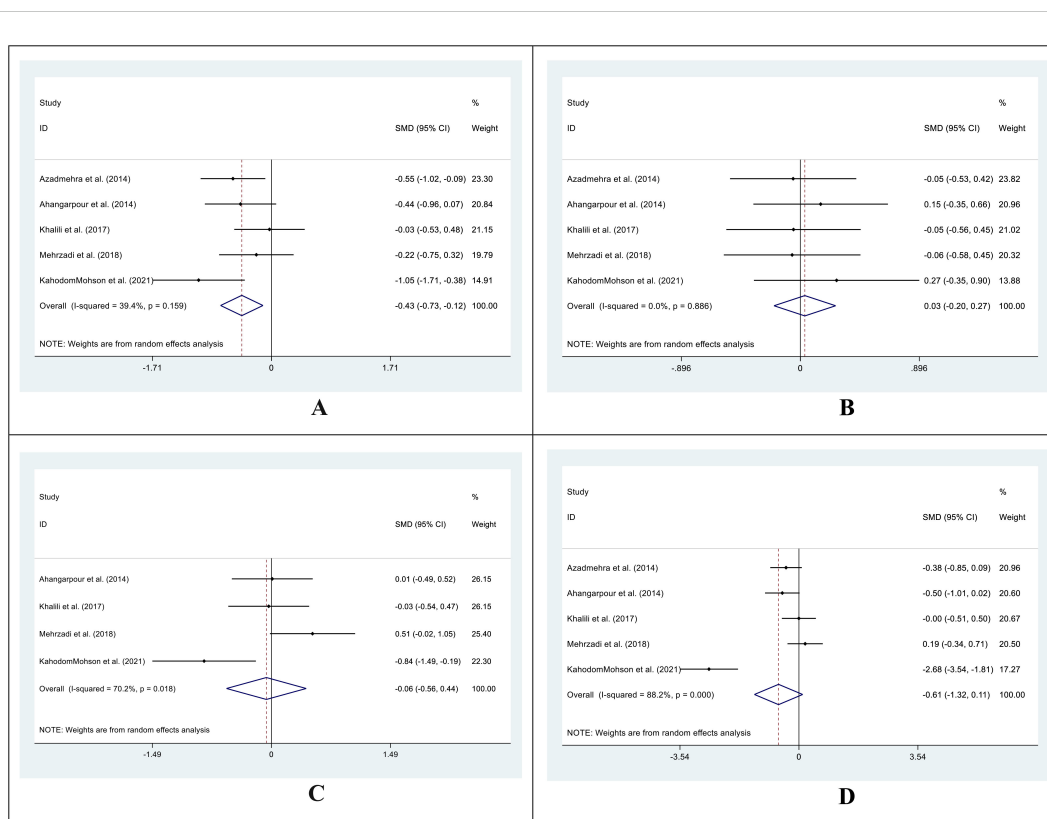 Study %
ID SMD (95% CI) Weight
Azadmehra et al. (2014) -0.55 (-1.02, -0.09) 23.30
Ahangarpour et al. (2014) -0.44 (-0.96, 0.07) 20.84
Khalili et al. (2017) -0.03 (-0.53, 0.48) 21.15
Mehrzadi et al. (2018) -0.22 (-0.75, 0.32) 19.79
KahodomMohson et al. (2021) -1.05 (-1.71, -0.38) 14.91
Overall (I-squared = 39.4%, p = 0.159) -0.43 (-0.73, -0.12) 100.00
NOTE: Weights are from random effects analysis
-1.71 0 1.71
A
Study %
ID SMD (95% CI) Weight
Azadmehra et al. (2014) -0.05 (-0.53, 0.42) 23.82
Ahangarpour et al. (2014) 0.15 (-0.35, 0.66) 20.96
Khalili et al. (2017) -0.05 (-0.56, 0.45) 21.02
Mehrzadi et al. (2018) -0.06 (-0.58, 0.45) 20.32
KahodomMohson et al. (2021) 0.27 (-0.35, 0.90) 13.88
Overall (I-squared = 0.0%, p = 0.886) 0.03 (-0.20, 0.27) 100.00
NOTE: Weights are from random effects analysis
-.896 0 .896
B
Study %
ID SMD (95% CI) Weight
Ahangarpour et al. (2014) 0.01 (-0.49, 0.52) 26.15
Khalili et al. (2017) -0.03 (-0.54, 0.47) 26.15
Mehrzadi et al. (2018) 0.51 (-0.02, 1.05) 25.40
KahodomMohson et al. (2021) -0.84 (-1.49, -0.19) 22.30
Overall (I-squared = 70.2%, p = 0.018) -0.06 (-0.56, 0.44) 100.00
NOTE: Weights are from random effects analysis
-1.49 0 1.49
C
Study %
ID SMD (95% CI) Weight
Azadmehra et al. (2014) -0.38 (-0.85, 0.09) 20.96
Ahangarpour et al. (2014) -0.50 (-1.01, 0.02) 20.60
Khalili et al. (2017) -0.00 (-0.51, 0.50) 20.67
Mehrzadi et al. (2018) 0.19 (-0.34, 0.71) 20.50
KahodomMohson et al. (2021) -2.68 (-3.54, -1.81) 17.27
Overall (I-squared = 88.2%, p = 0.000) -0.61 (-1.32, 0.11) 100.00
NOTE: Weights are from random effects analysis
-3.54 0 3.54
D